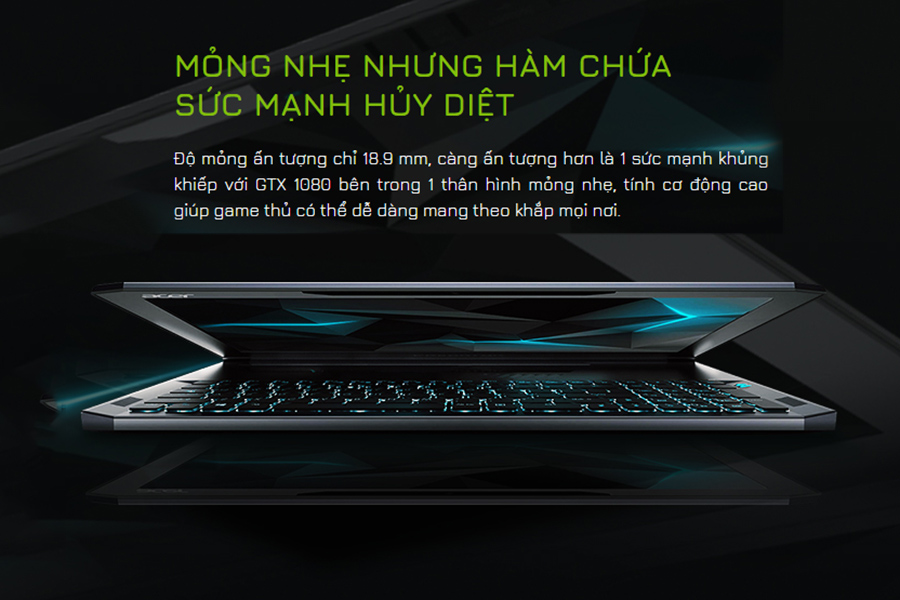 MỎNG NHẸ NHƯNG HÀM CHỨA
SỨC MẠNH HỦY DIỆT
Độ mỏng ấn tượng chỉ 18.9 mm, càng ấn tượng hơn là 1 sức mạnh khủng
khiếp với GTX 1080 bên trong 1 thân hình mỏng nhẹ, tính cơ động cao
giúp game thủ có thể dễ dàng mang theo khắp mọi nơi.
acer